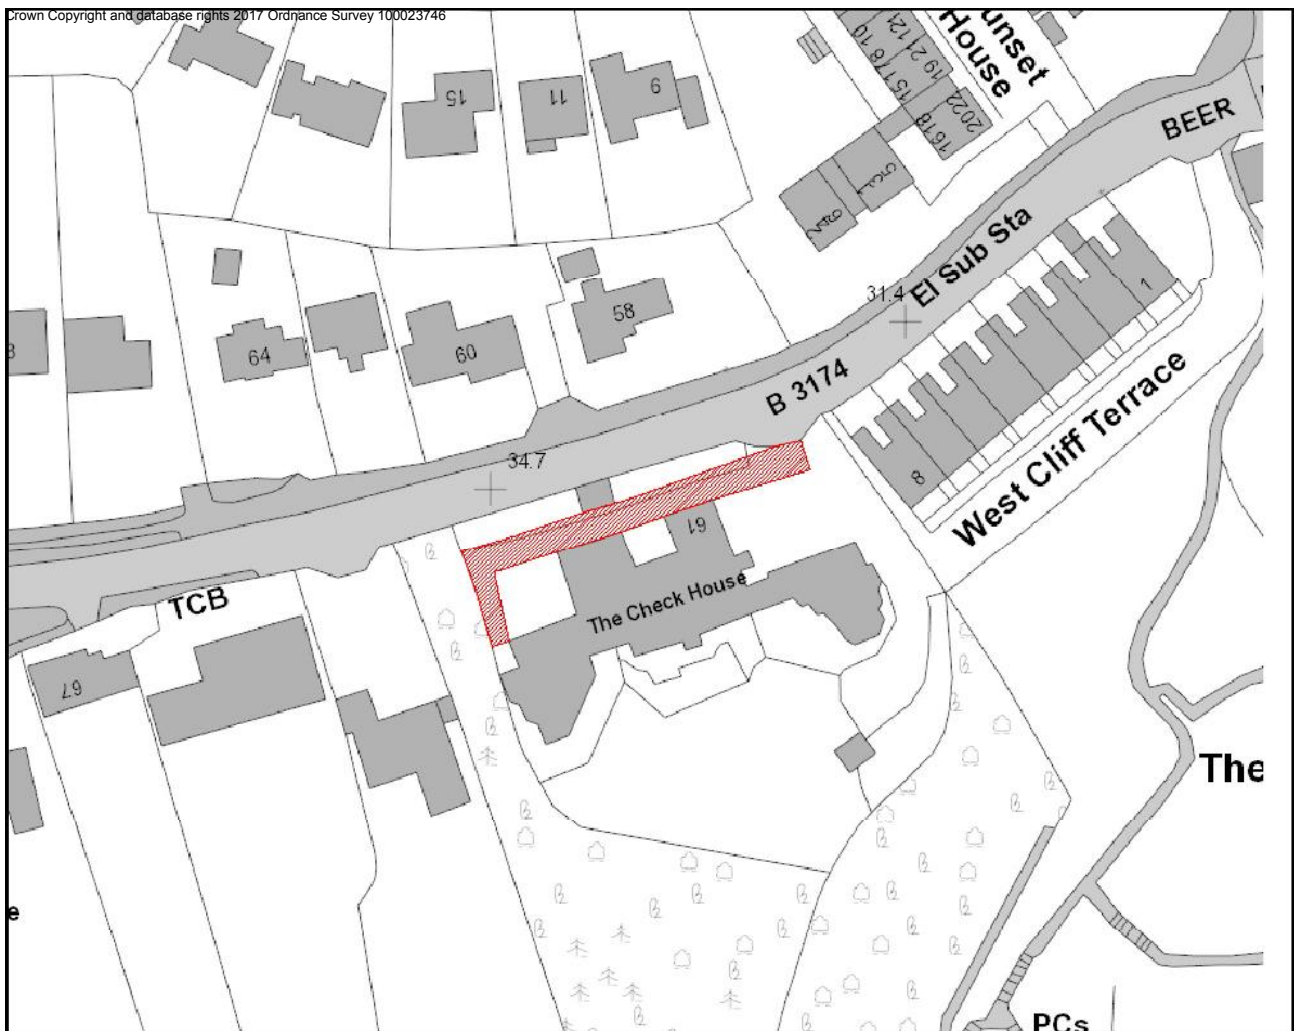 Crown Copyright and database rights 2017 Ordnance Survey 100023746
unset
House
BEER
15
11
9
El Sub Sta
31.4
58
64
60
B 3174
1
8
West Cliff Terrace
34.7
61
The Check House
TCB
67
The
e
PCs